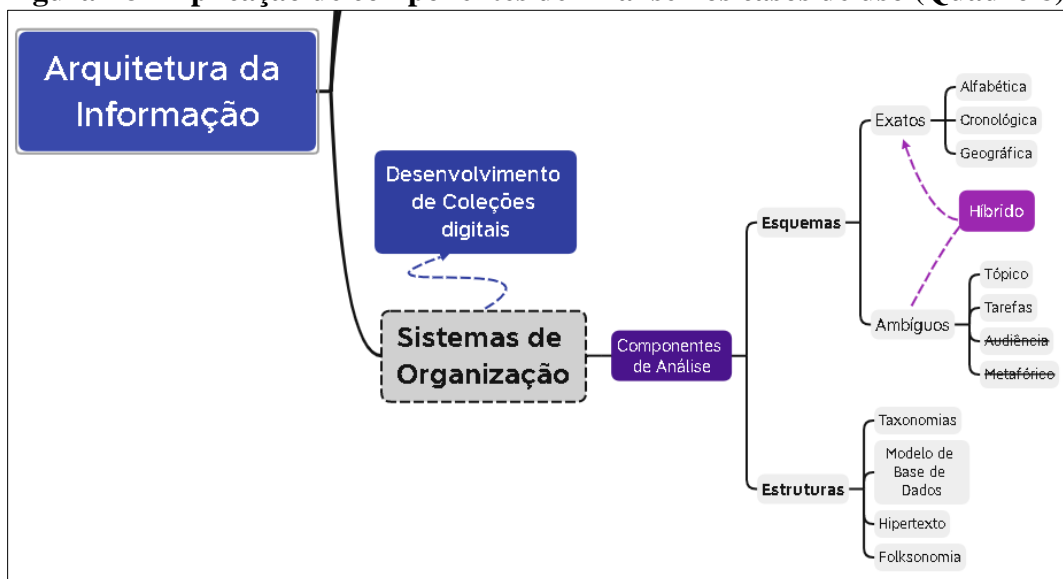 Arquitetura da
Informação
Desenvolvimento
de Coleções
digitais
Sistemas de
Organização
Componentes
de Análise
Esquemas
Exatos
Alfabética
Cronológica
Geográfica
Híbrido
Ambíguos
Tópico
Tarefas
Audiência
Metafórico
Estruturas
Taxonomias
Modelo de
Base de
Dados
Hipertexto
Folksonomia